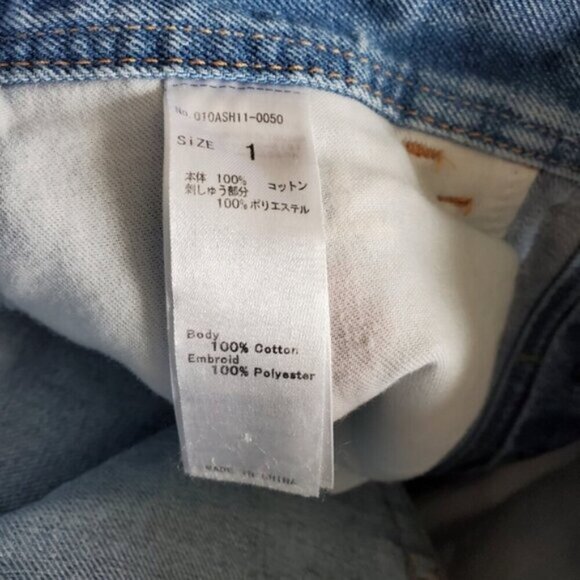 No. 010ASH11-0050
SIZE 1
本体 100% コットン
刺しゅう部分
100% ポリエステル
Body
100% Cotton
Embroid
100% Polyester
MADE IN CHINA